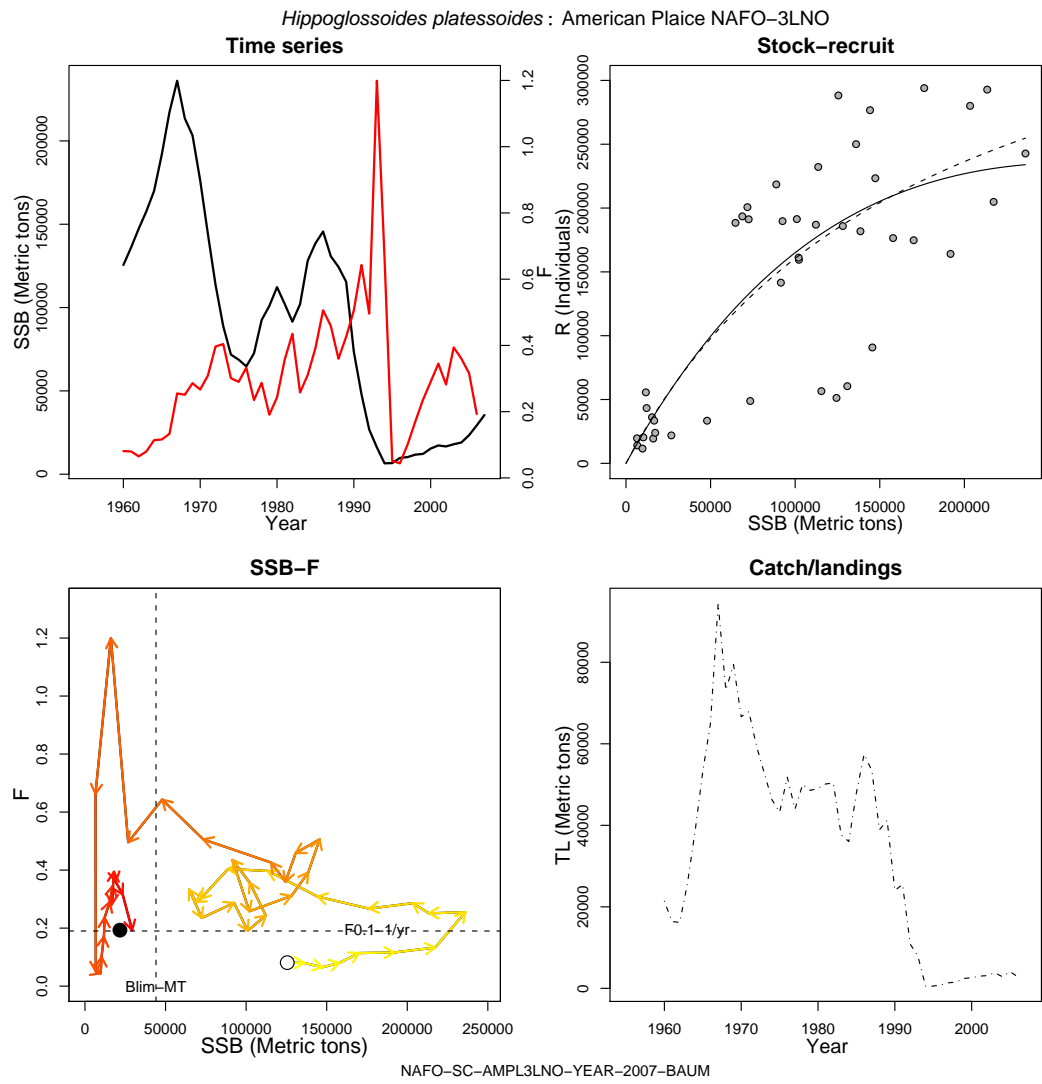 Hippoglossoides platessoides : American Plaice NAFO−3LNO
Time series
SSB (Metric tons)
0 50000 100000 150000 200000
F
0.0 0.2 0.4 0.6 0.8 1.0 1.2
1960 1970 1980 1990 2000
Year
Stock−recruit
R (Individuals)
0 50000 100000 150000 200000 250000 300000
0 50000 100000 150000 200000
SSB (Metric tons)
SSB−F
F
0.0 0.2 0.4 0.6 0.8 1.0 1.2
F0.1−1/yr
Blim−MT
0 50000 100000 150000 200000 250000
SSB (Metric tons)
Catch/landings
TL (Metric tons)
0 20000 40000 60000 80000
1960 1970 1980 1990 2000
Year
NAFO−SC−AMPL3LNO−YEAR−2007−BAUM